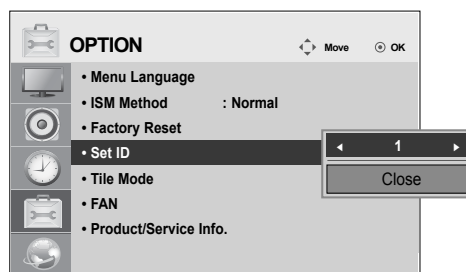 OPTION
Move
OK
• Menu Language
• ISM Method : Normal
• Factory Reset
• Set ID
1
• Tile Mode
Close
• FAN
• Product/Service Info.